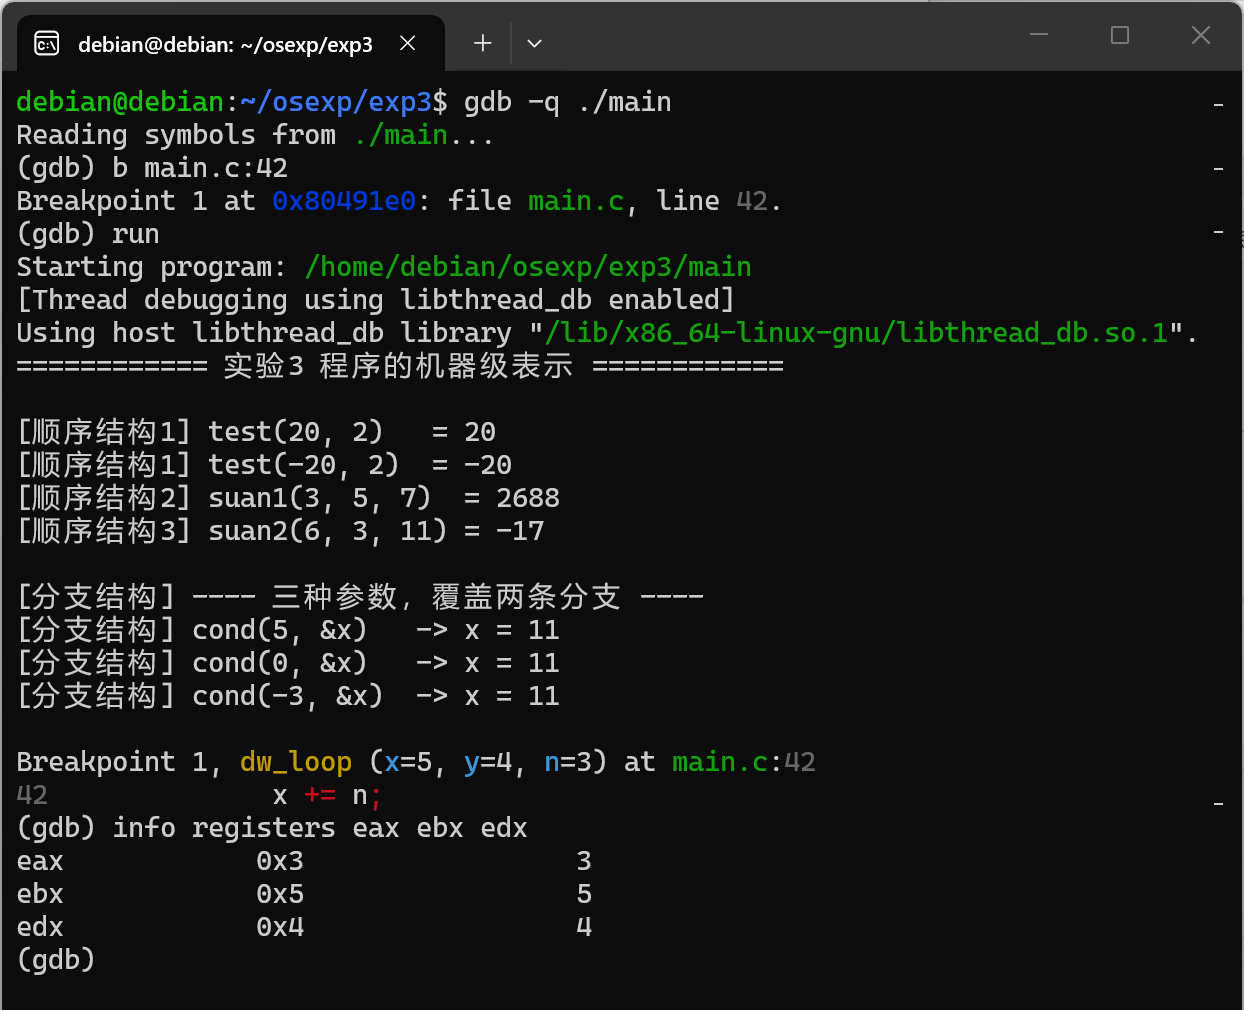 debian@debian: ~/osexp/exp3
debian@debian:~/osexp/exp3$ gdb -q ./main
Reading symbols from ./main...
(gdb) b main.c:42
Breakpoint 1 at 0x80491e0: file main.c, line 42.
(gdb) run
Starting program: /home/debian/osexp/exp3/main
[Thread debugging using libthread_db enabled]
Using host libthread_db library "/lib/x86_64-linux-gnu/libthread_db.so.1".
============ 实验3 程序的机器级表示 ============
[顺序结构1] test(20, 2)   = 20
[顺序结构1] test(-20, 2)  = -20
[顺序结构2] suan1(3, 5, 7)  = 2688
[顺序结构3] suan2(6, 3, 11) = -17
[分支结构] ---- 三种参数，覆盖两条分支 ----
[分支结构] cond(5, &x)   -> x = 11
[分支结构] cond(0, &x)   -> x = 11
[分支结构] cond(-3, &x)  -> x = 11
Breakpoint 1, dw_loop (x=5, y=4, n=3) at main.c:42
42              x += n;
(gdb) info registers eax ebx edx
eax            0x3                 3
ebx            0x5                 5
edx            0x4                 4
(gdb)